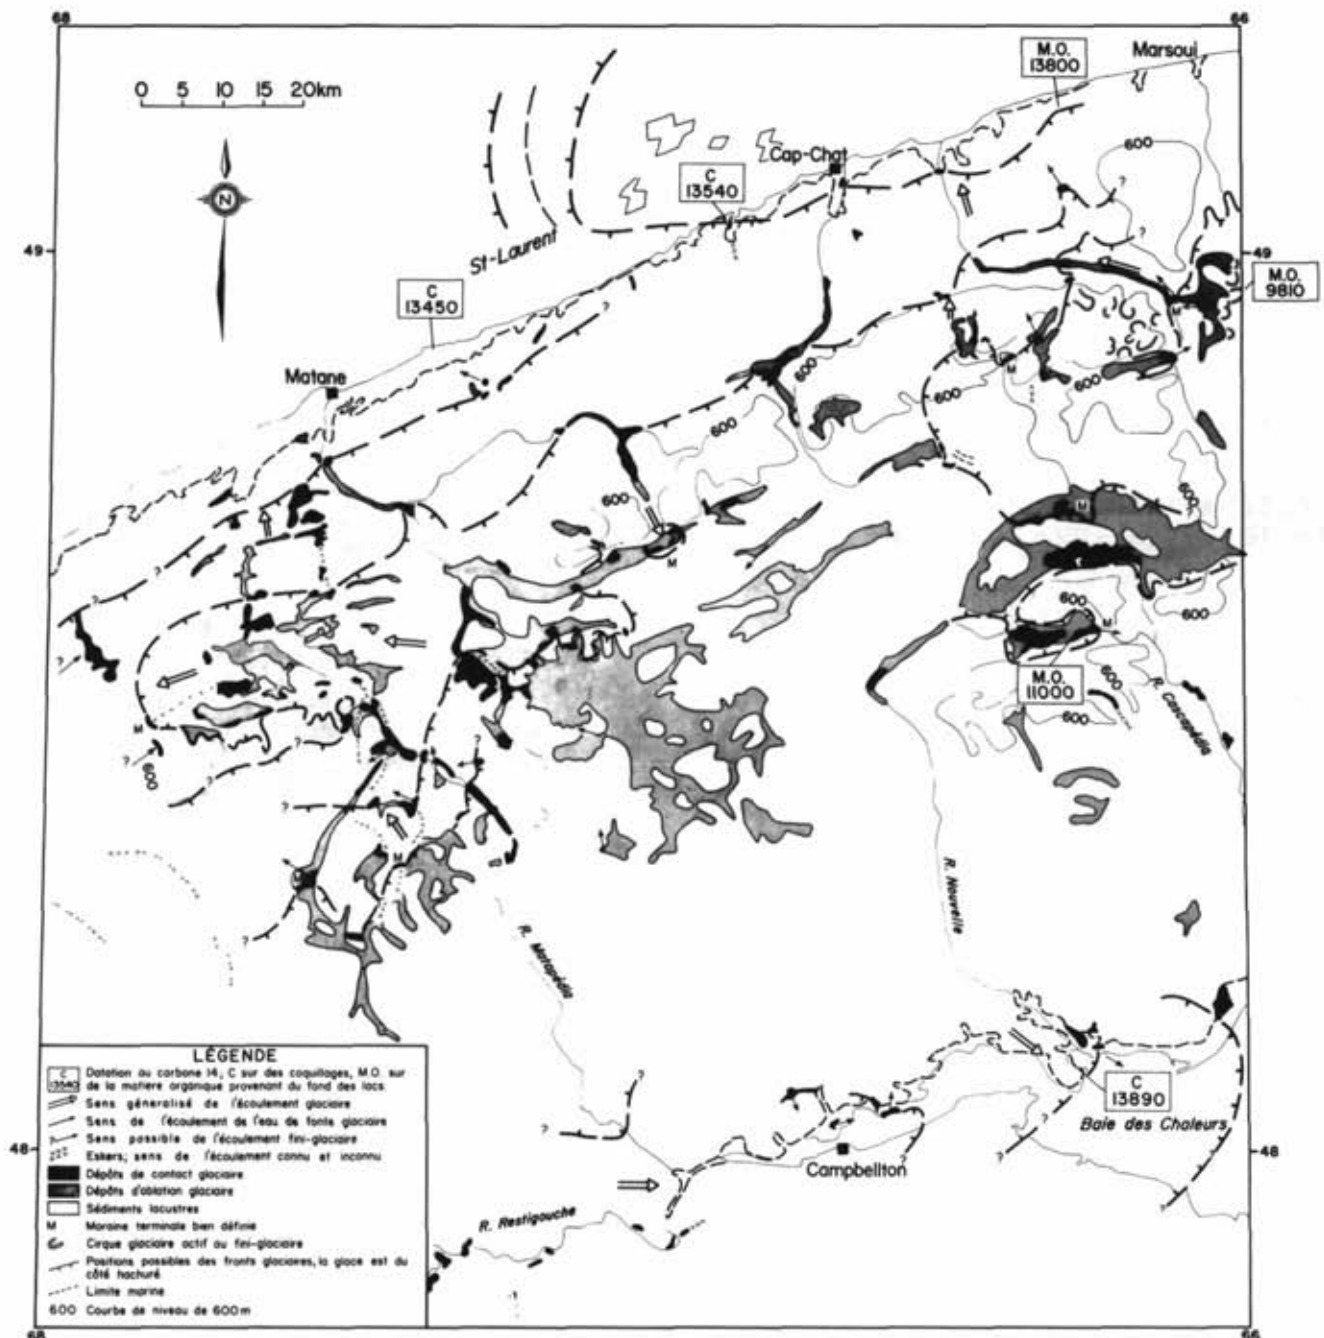 68
66
0 5 10 15 20km
N
M.O.
13800
Marsoui
Cap-Chat
600
C
13540
St-Laurent
49
49
M.O.
9810
C
13450
Matane
M
M
600
600
600
600
600
600
M
M
?
600
600
M
M.O.
11000
600
600
R. Cascapédia
M
600
M
R. Nouvelle
R. Matapédia
C
13890
Baie des Chaleurs
48
48
Campbellton
R. Restigouche
LÉGENDE
C
13540
Datation au carbone 14; C sur des coquillages, M.O. sur
de la matiere organique provenant du fond des lacs
Sens généralisé de l'écoulement glaciaire
Sens de l'écoulement de l'eau de fonte glaciaire
Sens possible de l'écoulement fini-glaciaire
Eskers; sens de l'écoulement connu et inconnu
Dépôts de contact glaciaire
Dépôts d'ablation glaciaire
Sédiments lacustres
M Moraine terminale bien définie
Cirque glaciaire actif au fini-glaciaire
Positions possibles des fronts glaciaires, la glace est du
côté hachuré
Limite marine
600 Courbe de niveau de 600m
68
66